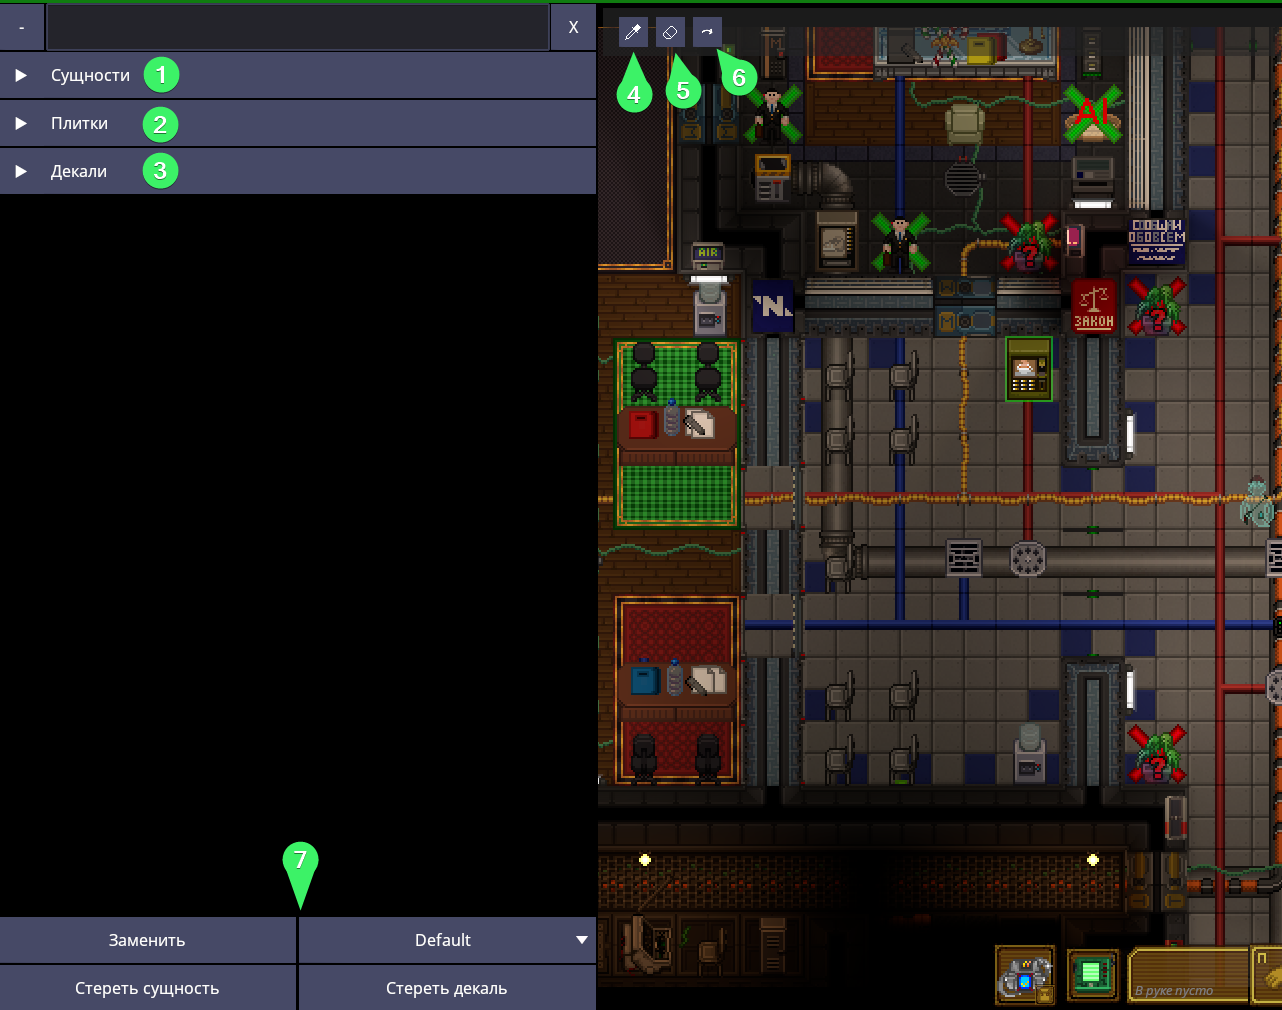 -
X
Сущности 1
Плитки 2
Декали 3
4
5
6
AI
AIR
N
ЗАКОН
7
Заменить
Default
Стереть сущность
Стереть декаль
В руке пусто
П